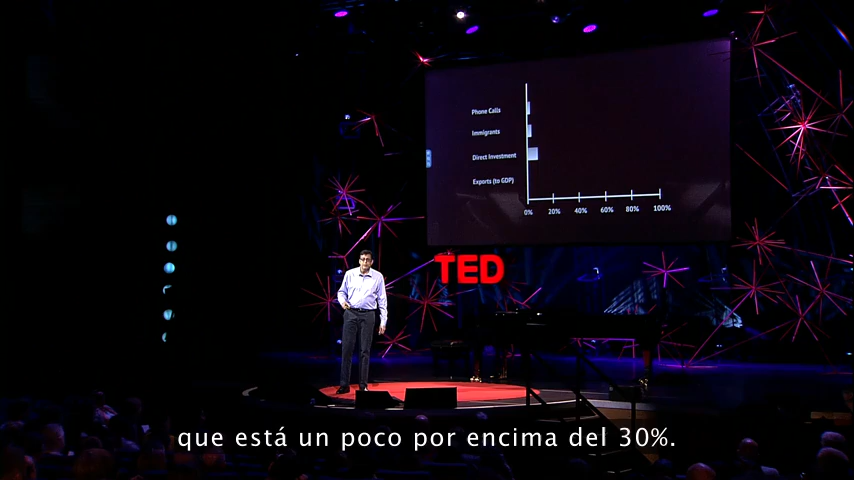 Phone Calls
Immigrants
Direct Investment
Exports (to GDP)
0% 20% 40% 60% 80% 100%
TED
que está un poco por encima del 30%.